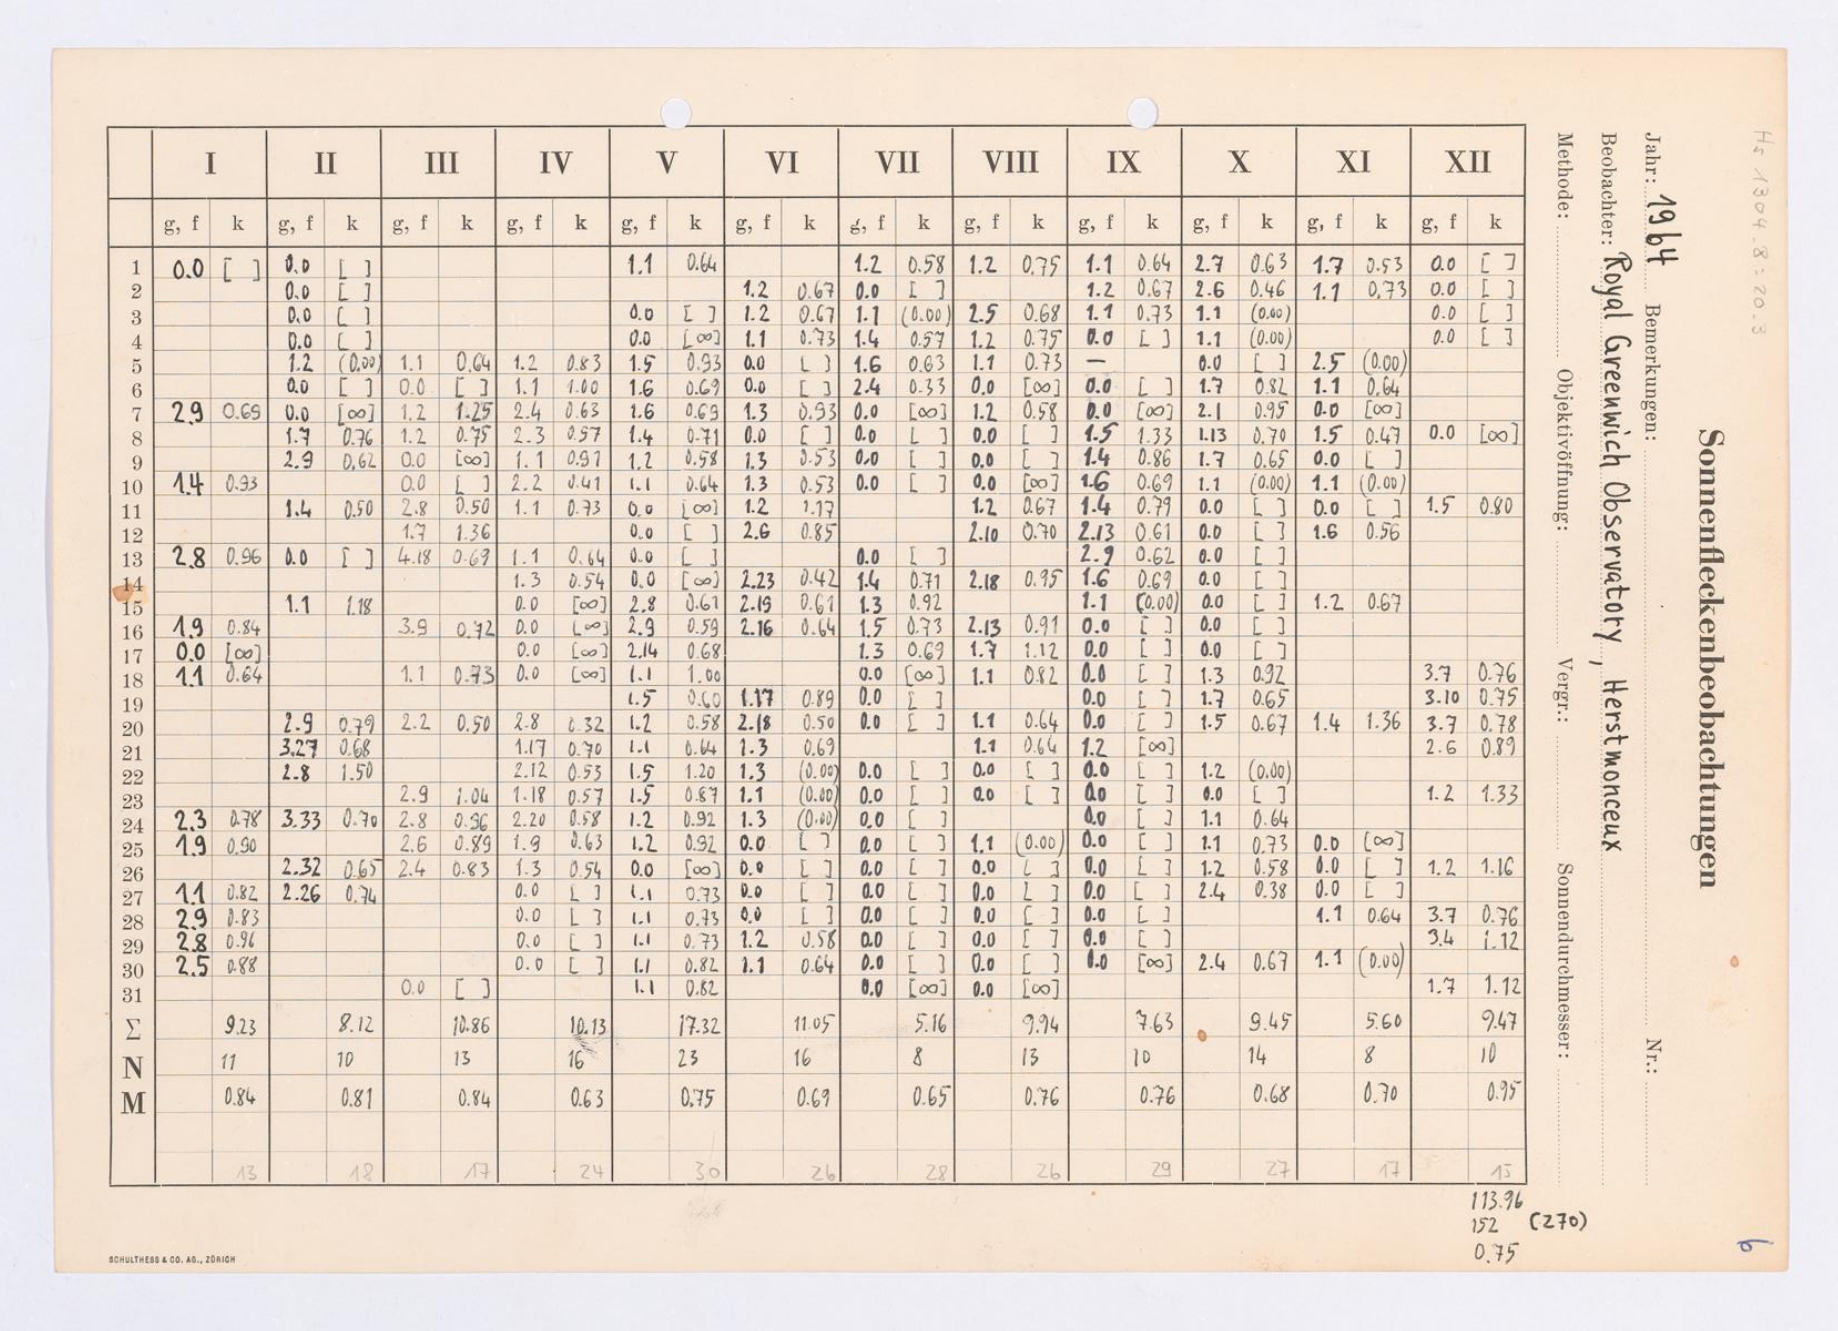 I II III IV V VI VII VIII IX X XI XII
g, f k g, f k g, f k g, f k g, f k g, f k g, f k g, f k g, f k g, f k g, f k g, f k
1 0.0 [ ] 0.0 [ ] 1.1 0.64 1.2 0.58 1.2 0.75 1.1 0.64 2.7 0.63 1.7 0.53 0.0 [ ]
2 0.0 [ ] 1.2 0.67 0.0 [ ] 1.2 0.67 2.6 0.46 1.1 0.73 0.0 [ ]
3 0.0 [ ] 0.0 [ ] 1.2 0.67 1.1 (0.00) 2.5 0.68 1.1 0.73 1.1 (0.00) 0.0 [ ]
4 0.0 [ ] 0.0 [∞] 1.1 0.73 1.4 0.57 1.2 0.75 0.0 [ ] 1.1 (0.00) 0.0 [ ]
5 1.2 (0.00) 1.1 0.64 1.2 0.83 1.5 0.93 0.0 [ ] 1.6 0.63 1.1 0.73 — 0.0 [ ] 2.5 (0.00)
6 0.0 [ ] 0.0 [ ] 1.1 1.00 1.6 0.69 0.0 [ ] 2.4 0.33 0.0 [∞] 0.0 [ ] 1.7 0.82 1.1 0.64
7 2.9 0.69 0.0 [∞] 1.2 1.25 2.4 0.63 1.6 0.69 1.3 0.93 0.0 [∞] 1.2 0.58 0.0 [∞] 2.1 0.95 0.0 [∞]
8 1.7 0.76 1.2 0.75 2.3 0.57 1.4 0.71 0.0 [ ] 0.0 [ ] 0.0 [ ] 1.5 1.33 1.13 0.70 1.5 0.47 0.0 [∞]
9 2.9 0.62 0.0 [∞] 1.1 0.91 1.2 0.58 1.3 0.53 0.0 [ ] 0.0 [ ] 1.4 0.86 1.7 0.65 0.0 [ ]
10 1.4 0.93 0.0 [ ] 2.2 0.41 1.1 0.64 1.3 0.53 0.0 [ ] 0.0 [∞] 1.6 0.69 1.1 (0.00) 1.1 (0.00)
11 1.4 0.50 2.8 0.50 1.1 0.73 0.0 [∞] 1.2 1.17 1.2 0.67 1.4 0.79 0.0 [ ] 0.0 [ ] 1.5 0.80
12 1.7 1.36 0.0 [ ] 2.6 0.85 2.10 0.70 2.13 0.61 0.0 [ ] 1.6 0.56
13 2.8 0.96 0.0 [ ] 4.18 0.69 1.1 0.64 0.0 [ ] 0.0 [ ] 2.9 0.62 0.0 [ ]
14 1.3 0.54 0.0 [∞] 2.23 0.42 1.4 0.71 2.18 0.95 1.6 0.69 0.0 [ ]
15 1.1 1.18 0.0 [∞] 2.8 0.61 2.19 0.61 1.3 0.92 1.1 (0.00) 0.0 [ ] 1.2 0.67
16 1.9 0.84 3.9 0.72 0.0 [∞] 2.9 0.59 2.16 0.64 1.5 0.73 2.13 0.91 0.0 [ ] 0.0 [ ]
17 0.0 [∞] 0.0 [∞] 2.14 0.68 1.3 0.69 1.7 1.12 0.0 [ ] 0.0 [ ]
18 1.1 0.64 1.1 0.73 0.0 [∞] 1.1 1.00 0.0 [∞] 1.1 0.82 0.0 [ ] 1.3 0.92 3.7 0.76
19 1.5 0.60 1.17 0.89 0.0 [ ] 0.0 [ ] 1.7 0.65 3.10 0.75
20 2.9 0.79 2.2 0.50 2.8 0.32 1.2 0.58 2.18 0.50 0.0 [ ] 1.1 0.64 0.0 [ ] 1.5 0.67 1.4 1.36 3.7 0.78
21 3.27 0.68 1.17 0.70 1.1 0.64 1.3 0.69 1.1 0.64 1.2 [∞] 2.6 0.89
22 2.8 1.50 2.12 0.53 1.5 1.20 1.3 (0.00) 0.0 [ ] 0.0 [ ] 0.0 [ ] 1.2 (0.00)
23 2.9 1.04 1.18 0.57 1.5 0.87 1.1 (0.00) 0.0 [ ] 0.0 [ ] 0.0 [ ] 0.0 [ ] 1.2 1.33
24 2.3 0.78 3.33 0.70 2.8 0.96 2.20 0.58 1.2 0.92 1.3 (0.00) 0.0 [ ] 0.0 [ ] 1.1 0.64
25 1.9 0.90 2.6 0.89 1.9 0.63 1.2 0.92 0.0 [ ] 0.0 [ ] 1.1 (0.00) 0.0 [ ] 1.1 0.73 0.0 [∞]
26 2.32 0.65 2.4 0.83 1.3 0.54 0.0 [∞] 0.0 [ ] 0.0 [ ] 0.0 [ ] 0.0 [ ] 1.2 0.58 0.0 [ ] 1.2 1.16
27 1.1 0.82 2.26 0.74 0.0 [ ] 1.1 0.73 0.0 [ ] 0.0 [ ] 0.0 [ ] 0.0 [ ] 2.4 0.38 0.0 [ ]
28 2.9 0.83 0.0 [ ] 1.1 0.73 0.0 [ ] 0.0 [ ] 0.0 [ ] 0.0 [ ] 1.1 0.64 3.7 0.76
29 2.8 0.96 0.0 [ ] 1.1 0.73 1.2 0.58 0.0 [ ] 0.0 [ ] 0.0 [ ] 3.4 1.12
30 2.5 0.88 0.0 [ ] 1.1 0.82 1.1 0.64 0.0 [ ] 0.0 [ ] 0.0 [∞] 2.4 0.67 1.1 (0.00)
31 0.0 [ ] 1.1 0.82 0.0 [∞] 0.0 [∞] 1.7 1.12
Σ 9.23 8.12 10.86 10.13 17.32 11.05 5.16 9.94 7.63 9.45 5.60 9.47
N 11 10 13 16 23 16 8 13 10 14 8 10
M 0.84 0.81 0.84 0.63 0.75 0.69 0.65 0.76 0.76 0.68 0.70 0.95
13 18 17 24 30 26 28 26 29 27 17 15
113.96
152 (270)
0.75
SCHULTHESS & CO. AG., ZÜRICH
Hs 1304.8:20.3
Sonnenfleckenbeobachtungen
Jahr: 1964 Bemerkungen: Nr.:
Beobachter: Royal Greenwich Observatory, Herstmonceux
Methode: Objektivöffnung: Vergr.: Sonnendurchmesser: